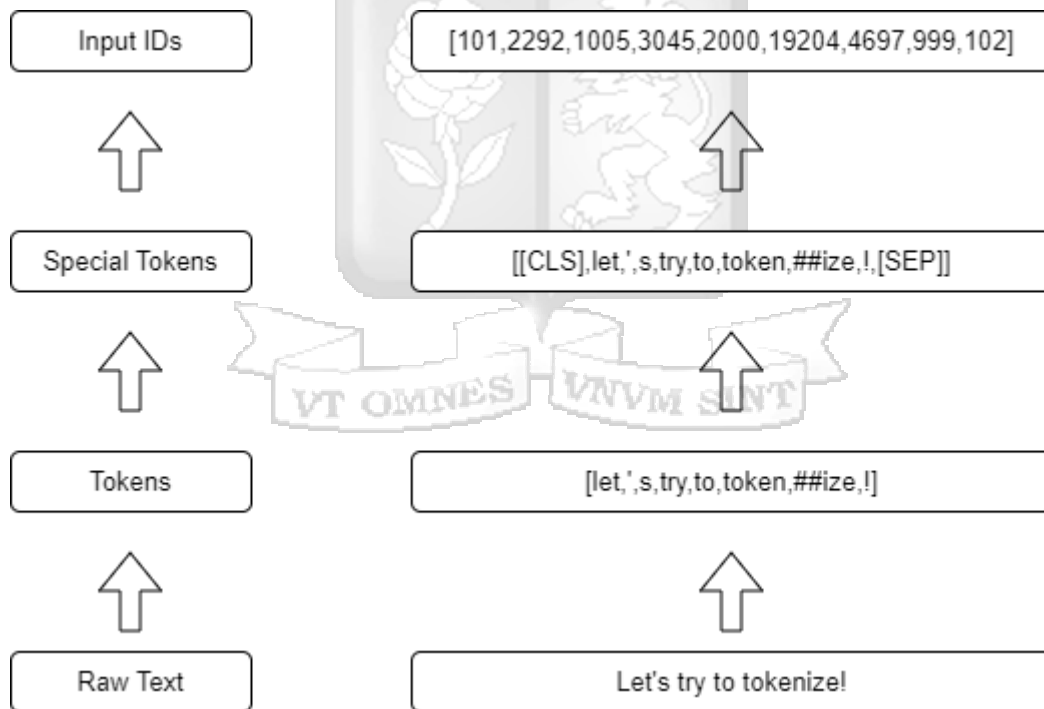 Input IDs
[101,2292,1005,3045,2000,19204,4697,999,102]
Special Tokens
[[CLS],let,',s,try,to,token,##ize,!,[SEP]]
VT OMNES VNVM SINT
Tokens
[let,',s,try,to,token,##ize,!]
Raw Text
Let's try to tokenize!